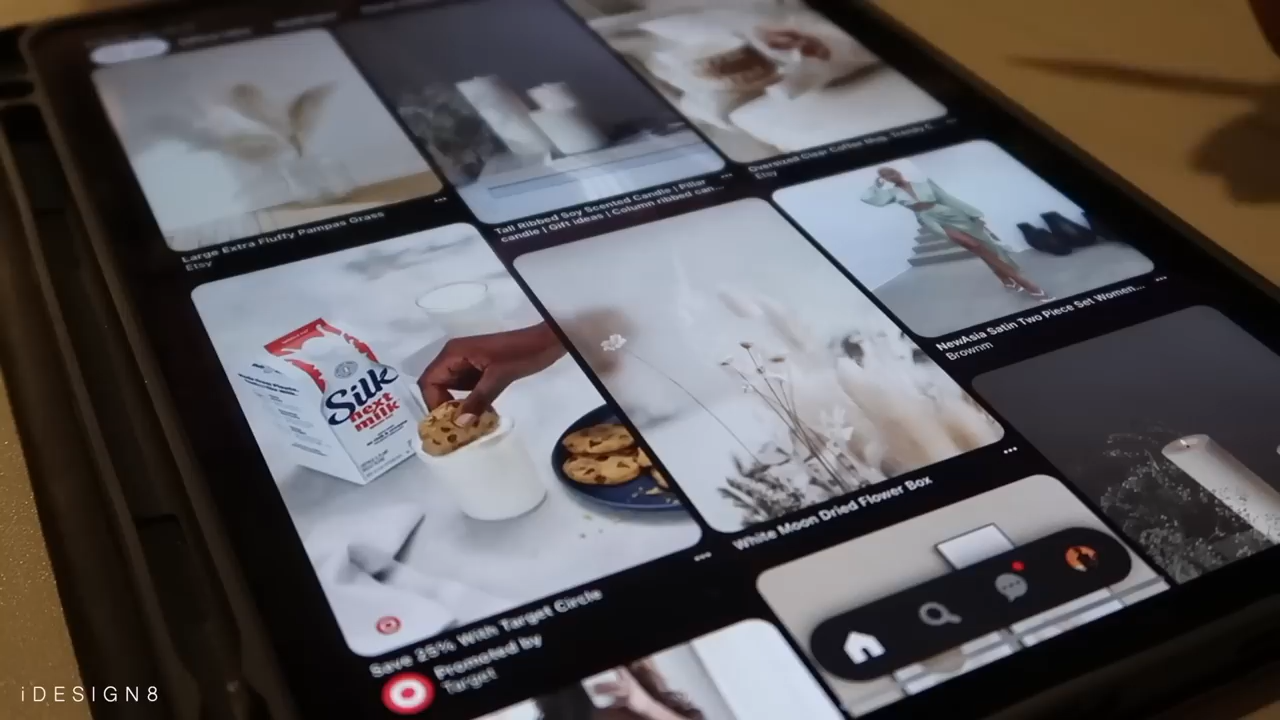 Large Extra Fluffy Pampas Grass
Etsy
Tall Ribbed Soy Scented Candle | Pillar
candle | Gift ideas | Column ribbed can...
Oversized Clear Coffee Mug, Trendy C...
Etsy
NewAsia Satin Two Piece Set Women...
Brownm
Silk
next
milk
White Moon Dried Flower Box
Save 25% With Target Circle
Promoted by
Target
iDESIGN8